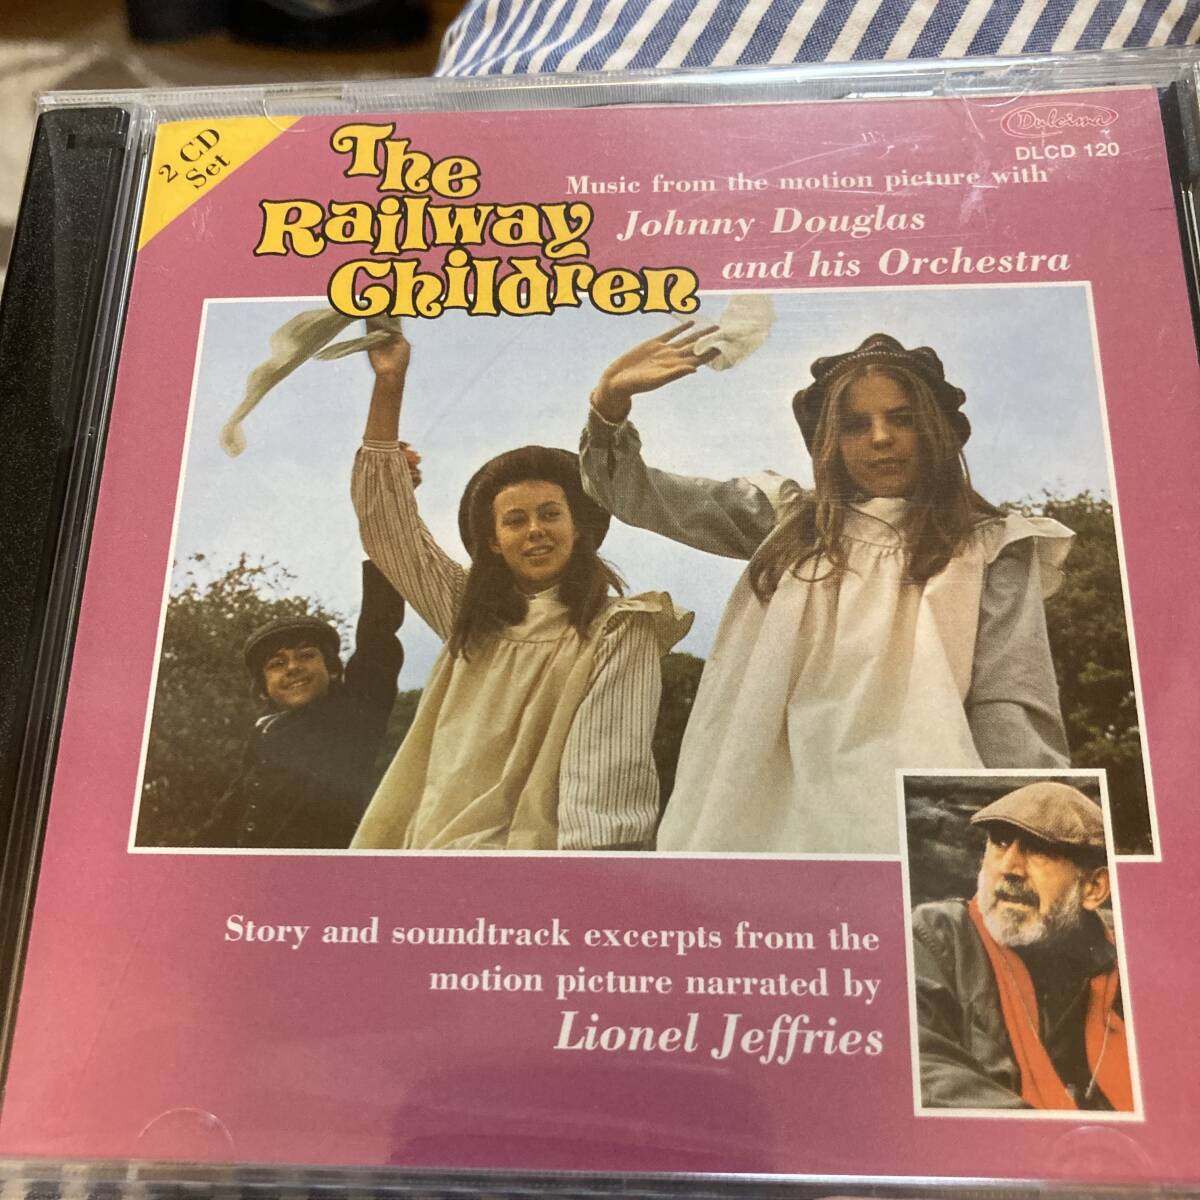 2 CD
Set
The
Railway
Children
Dulcima
DLCD 120
Music from the motion picture with
Johnny Douglas
and his Orchestra
Story and soundtrack excerpts from the
motion picture narrated by
Lionel Jeffries